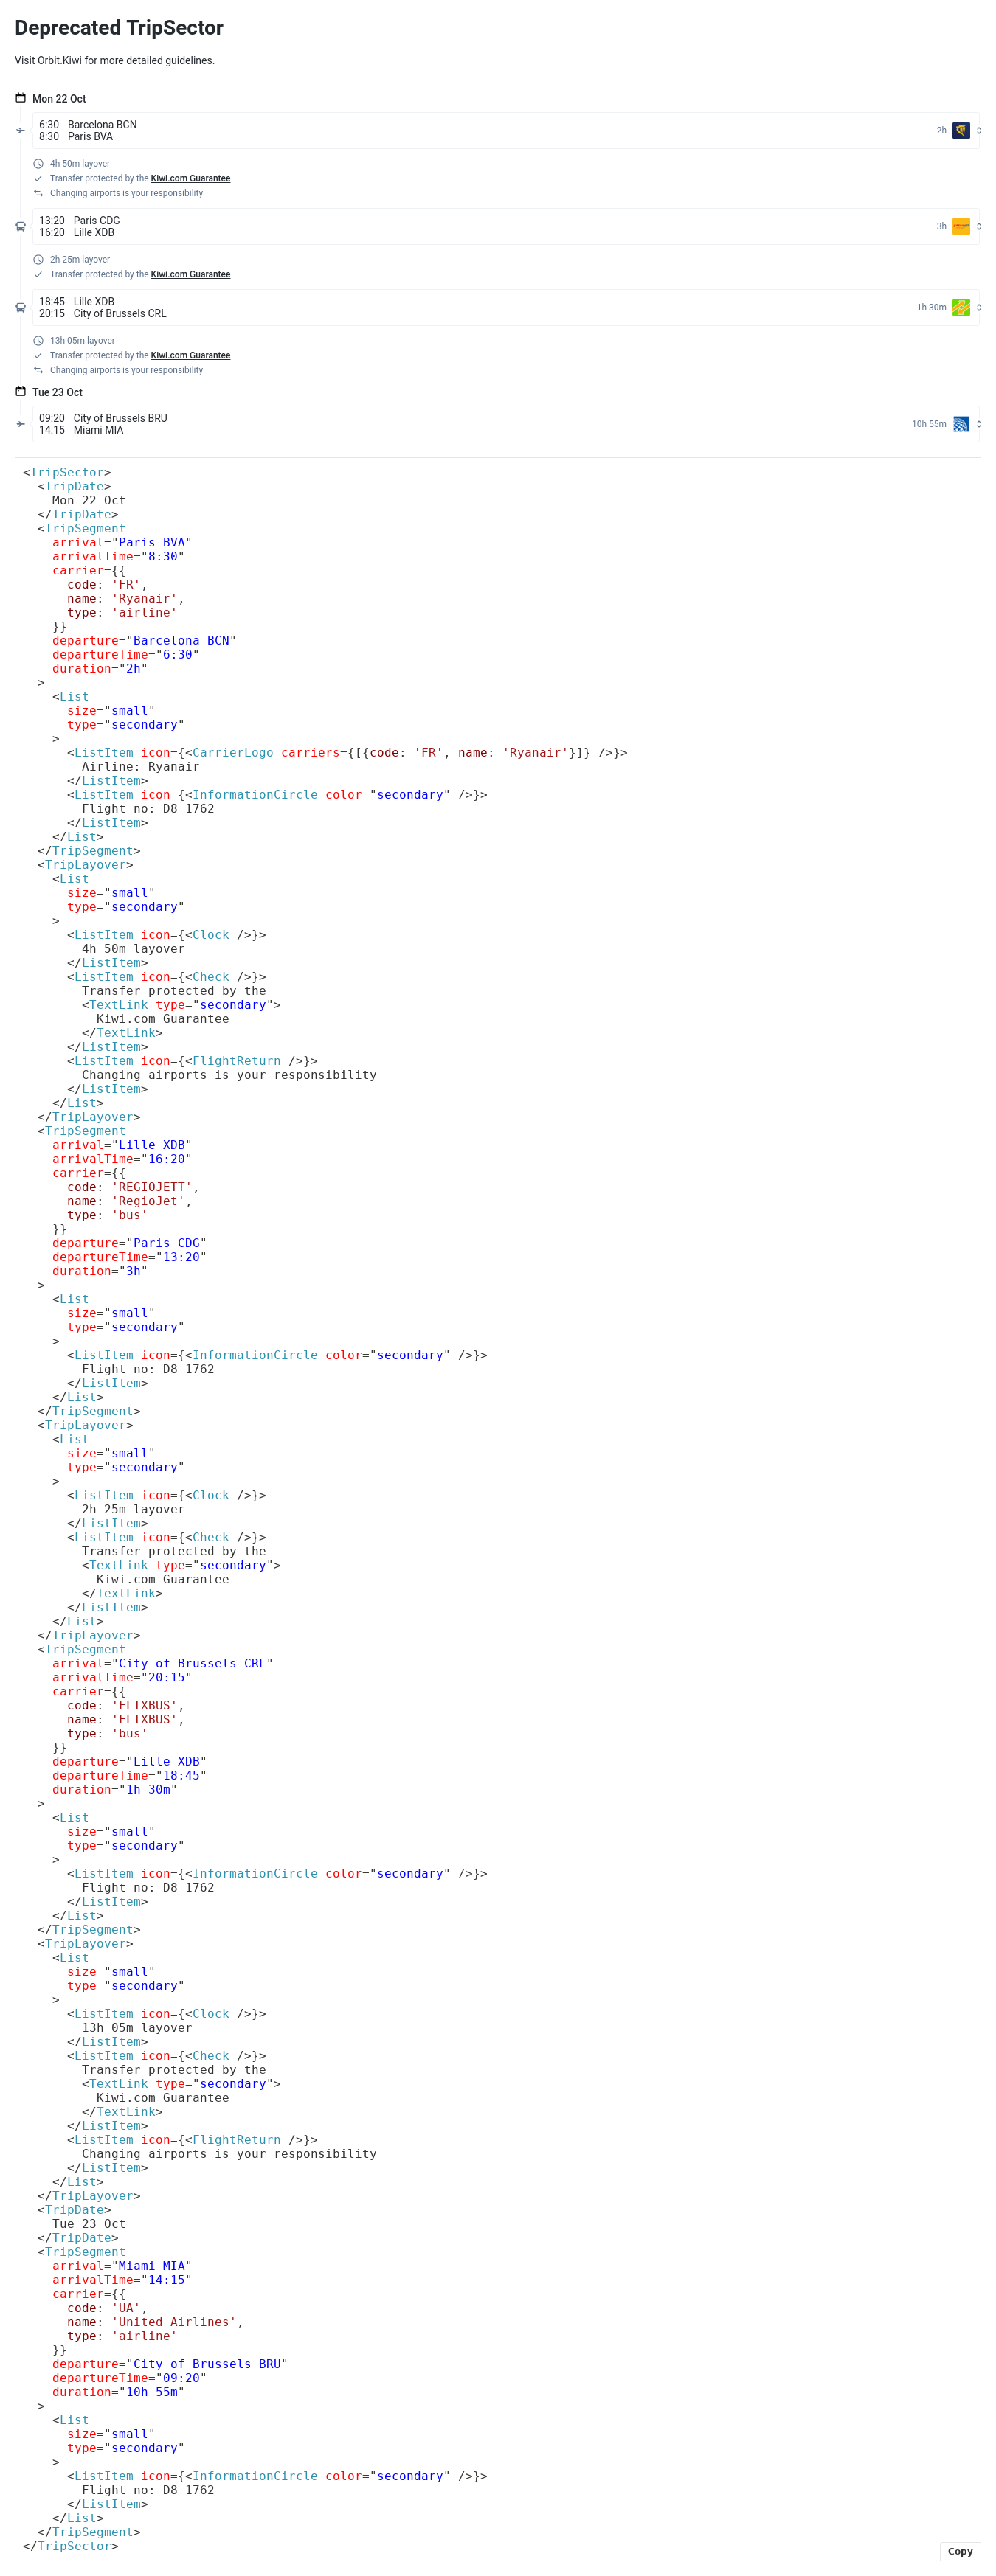 Deprecated TripSector
Visit Orbit.Kiwi for more detailed guidelines.
Mon 22 Oct
6:30 Barcelona BCN
8:30 Paris BVA
2h
4h 50m layover
Transfer protected by the Kiwi.com Guarantee
Changing airports is your responsibility
13:20 Paris CDG
16:20 Lille XDB
3h
2h 25m layover
Transfer protected by the Kiwi.com Guarantee
18:45 Lille XDB
20:15 City of Brussels CRL
1h 30m
13h 05m layover
Transfer protected by the Kiwi.com Guarantee
Changing airports is your responsibility
Tue 23 Oct
09:20 City of Brussels BRU
14:15 Miami MIA
10h 55m
<TripSector>
  <TripDate>
    Mon 22 Oct
  </TripDate>
  <TripSegment
    arrival="Paris BVA"
    arrivalTime="8:30"
    carrier={{
      code: 'FR',
      name: 'Ryanair',
      type: 'airline'
    }}
    departure="Barcelona BCN"
    departureTime="6:30"
    duration="2h"
  >
    <List
      size="small"
      type="secondary"
    >
      <ListItem icon={<CarrierLogo carriers={[{code: 'FR', name: 'Ryanair'}]} />}>
        Airline: Ryanair
      </ListItem>
      <ListItem icon={<InformationCircle color="secondary" />}>
        Flight no: D8 1762
      </ListItem>
    </List>
  </TripSegment>
  <TripLayover>
    <List
      size="small"
      type="secondary"
    >
      <ListItem icon={<Clock />}>
        4h 50m layover
      </ListItem>
      <ListItem icon={<Check />}>
        Transfer protected by the
        <TextLink type="secondary">
          Kiwi.com Guarantee
        </TextLink>
      </ListItem>
      <ListItem icon={<FlightReturn />}>
        Changing airports is your responsibility
      </ListItem>
    </List>
  </TripLayover>
  <TripSegment
    arrival="Lille XDB"
    arrivalTime="16:20"
    carrier={{
      code: 'REGIOJETT',
      name: 'RegioJet',
      type: 'bus'
    }}
    departure="Paris CDG"
    departureTime="13:20"
    duration="3h"
  >
    <List
      size="small"
      type="secondary"
    >
      <ListItem icon={<InformationCircle color="secondary" />}>
        Flight no: D8 1762
      </ListItem>
    </List>
  </TripSegment>
  <TripLayover>
    <List
      size="small"
      type="secondary"
    >
      <ListItem icon={<Clock />}>
        2h 25m layover
      </ListItem>
      <ListItem icon={<Check />}>
        Transfer protected by the
        <TextLink type="secondary">
          Kiwi.com Guarantee
        </TextLink>
      </ListItem>
    </List>
  </TripLayover>
  <TripSegment
    arrival="City of Brussels CRL"
    arrivalTime="20:15"
    carrier={{
      code: 'FLIXBUS',
      name: 'FLIXBUS',
      type: 'bus'
    }}
    departure="Lille XDB"
    departureTime="18:45"
    duration="1h 30m"
  >
    <List
      size="small"
      type="secondary"
    >
      <ListItem icon={<InformationCircle color="secondary" />}>
        Flight no: D8 1762
      </ListItem>
    </List>
  </TripSegment>
  <TripLayover>
    <List
      size="small"
      type="secondary"
    >
      <ListItem icon={<Clock />}>
        13h 05m layover
      </ListItem>
      <ListItem icon={<Check />}>
        Transfer protected by the
        <TextLink type="secondary">
          Kiwi.com Guarantee
        </TextLink>
      </ListItem>
      <ListItem icon={<FlightReturn />}>
        Changing airports is your responsibility
      </ListItem>
    </List>
  </TripLayover>
  <TripDate>
    Tue 23 Oct
  </TripDate>
  <TripSegment
    arrival="Miami MIA"
    arrivalTime="14:15"
    carrier={{
      code: 'UA',
      name: 'United Airlines',
      type: 'airline'
    }}
    departure="City of Brussels BRU"
    departureTime="09:20"
    duration="10h 55m"
  >
    <List
      size="small"
      type="secondary"
    >
      <ListItem icon={<InformationCircle color="secondary" />}>
        Flight no: D8 1762
      </ListItem>
    </List>
  </TripSegment>
</TripSector>
Copy